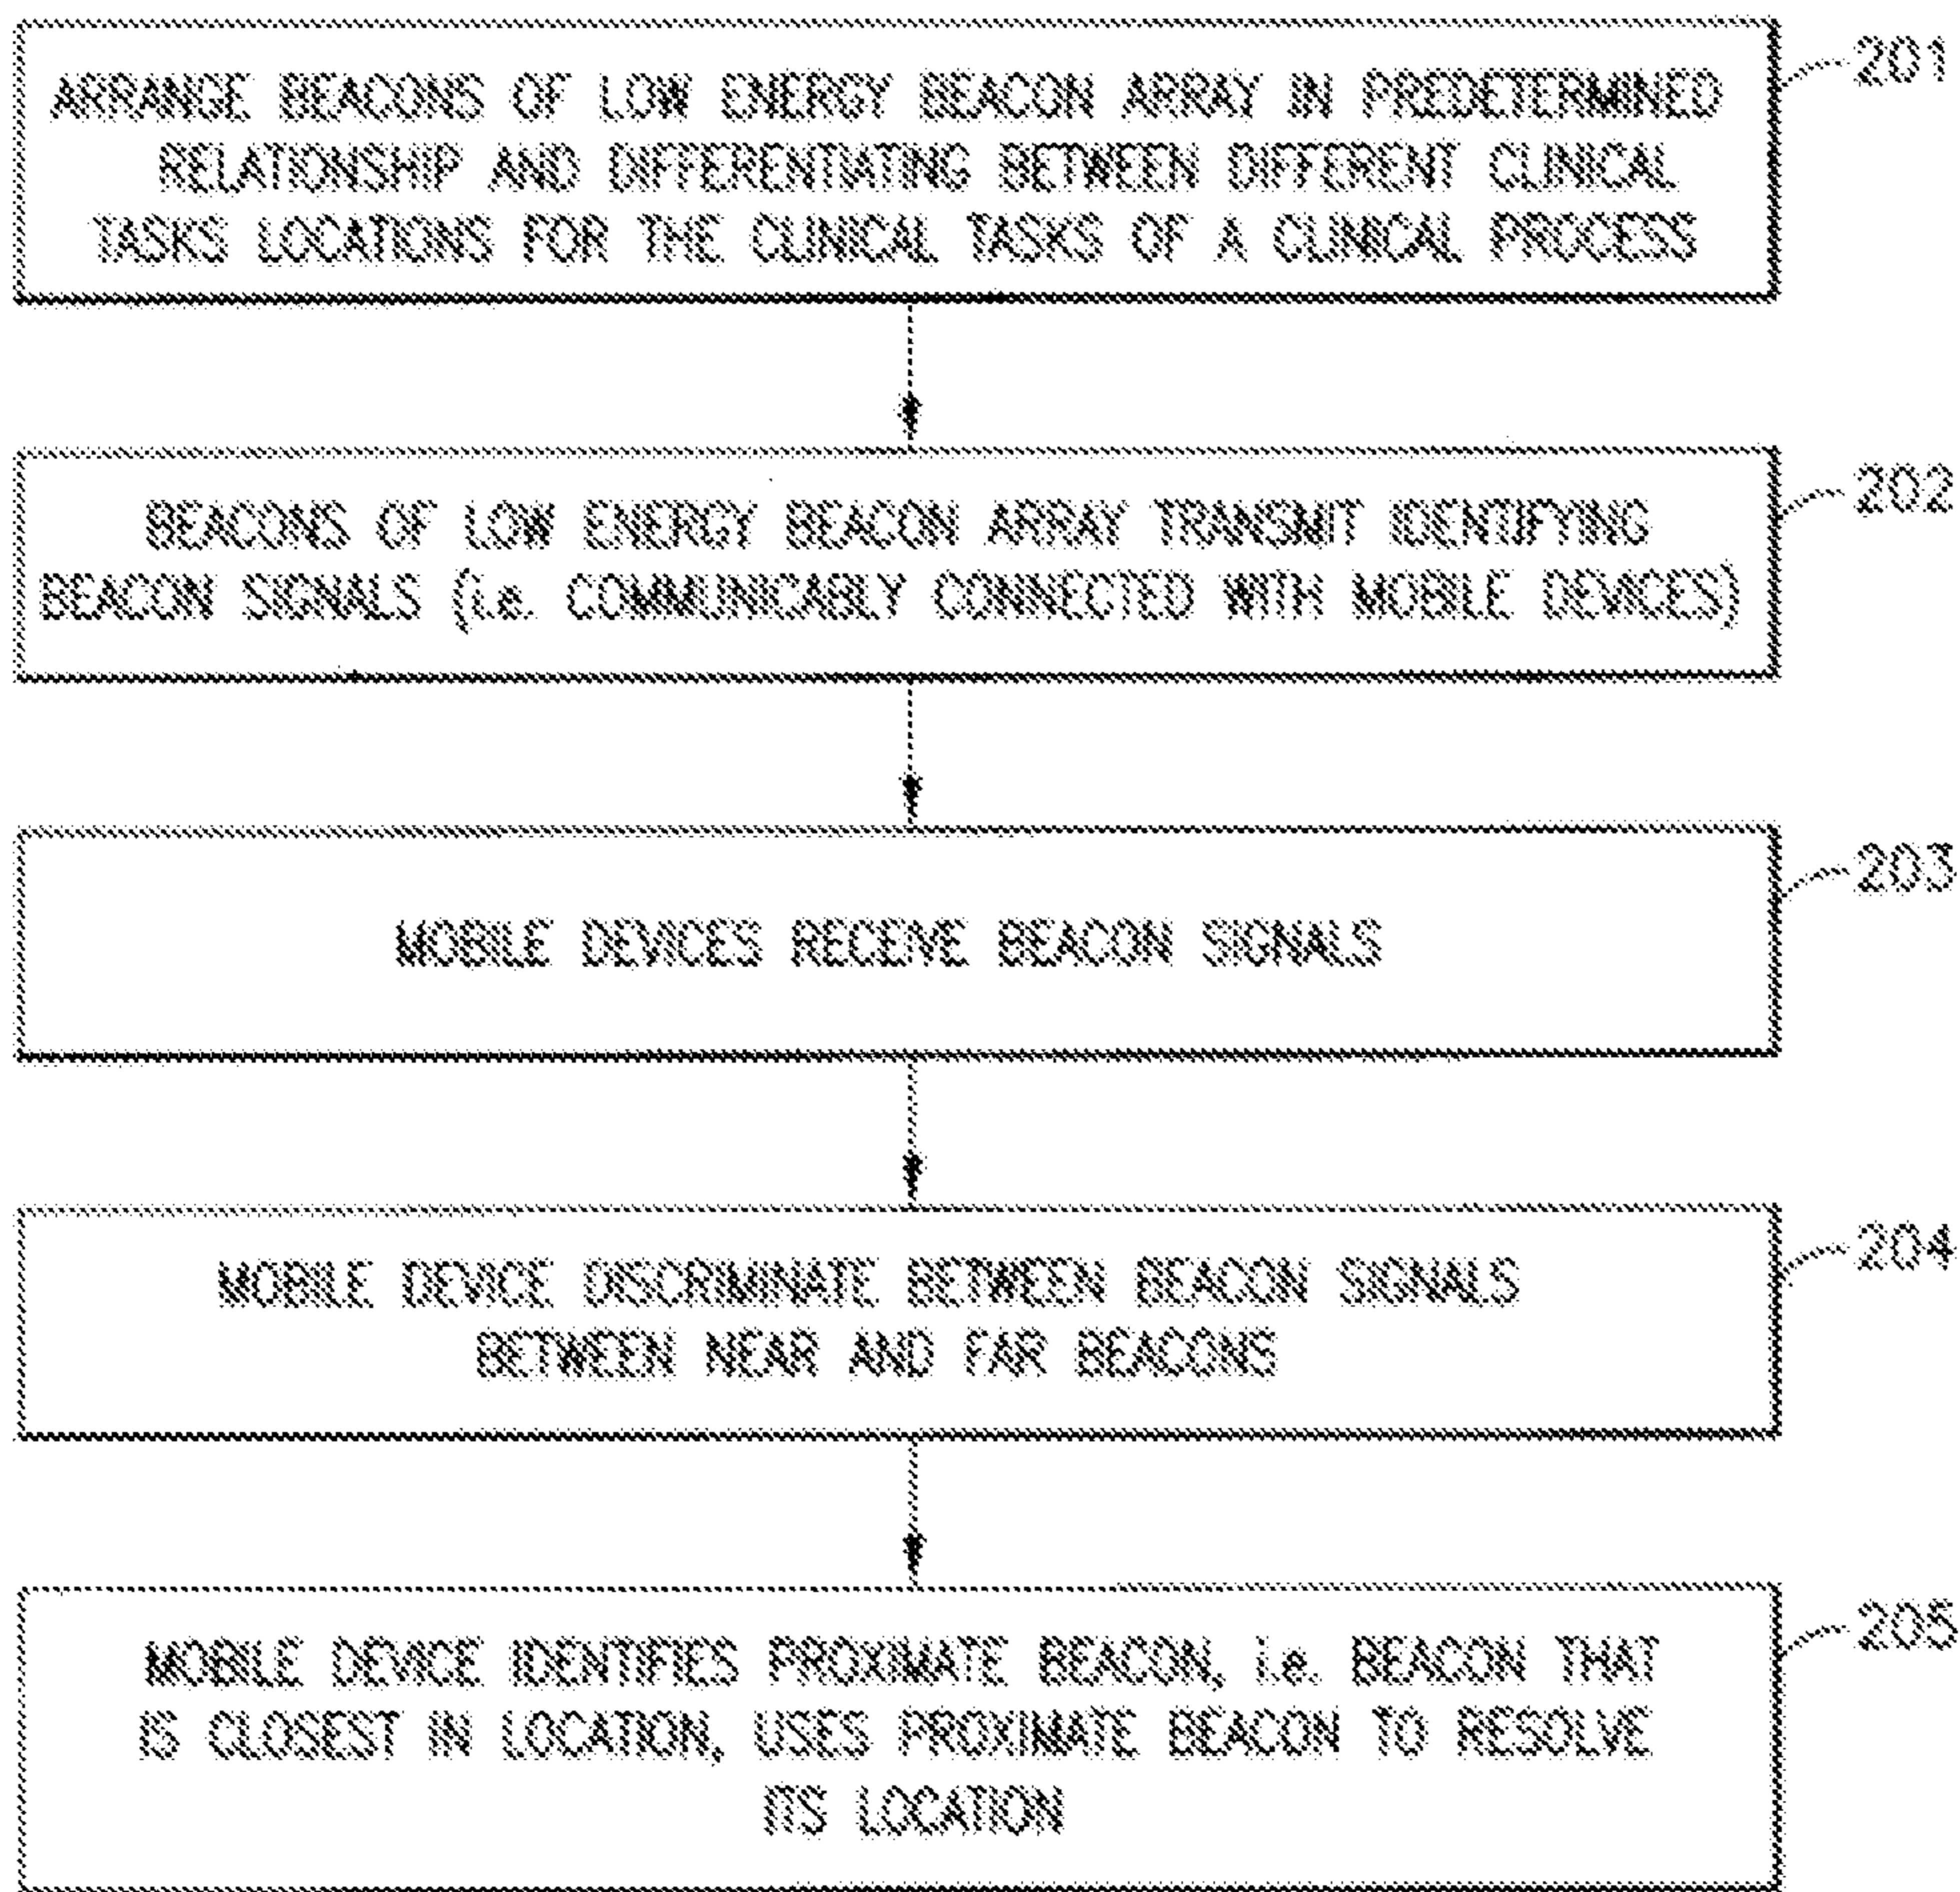 ARRANGE BEACONS OF LOW ENERGY BEACON ARRAY IN PREDETERMINED
RELATIONSHIP AND DIFFERENTIATING BETWEEN DIFFERENT CLINICAL
TASKS LOCATIONS FOR THE CLINICAL TASKS OF A CLINICAL PROCESS
201
BEACONS OF LOW ENERGY BEACON ARRAY TRANSMIT IDENTIFYING
BEACON SIGNALS (i.e. COMMUNICABLY CONNECTED WITH MOBILE DEVICES)
202
MOBILE DEVICES RECEIVE BEACON SIGNALS
203
MOBILE DEVICE DISCRIMINATE BETWEEN BEACON SIGNALS
BETWEEN NEAR AND FAR BEACONS
204
MOBILE DEVICE IDENTIFIES PROXIMATE BEACON, i.e. BEACON THAT
IS CLOSEST IN LOCATION, USES PROXIMATE BEACON TO RESOLVE
ITS LOCATION
205